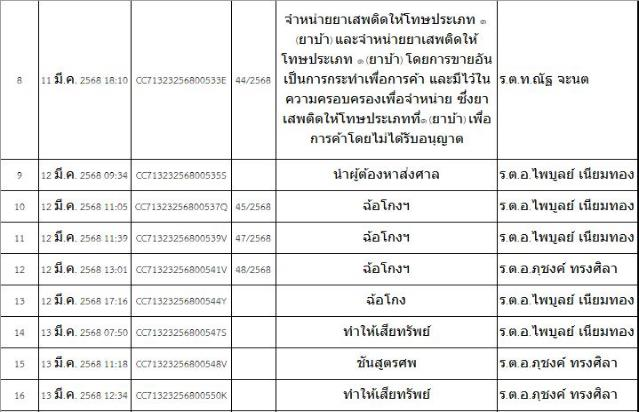 จำหน่ายยาเสพติดให้โทษประเภท ๑
(ยาบ้า) และจำหน่ายยาเสพติดให้
โทษประเภท ๑ (ยาบ้า) โดยการขายอัน
8 11 มี.ค. 2568 18:10 CC71323256800533E 44/2568 เป็นการกระทำเพื่อการค้า และมีไว้ใน ร.ต.ท.ณัฐ จะนต
ความครอบครองเพื่อจำหน่าย ซึ่งยา
เสพติดให้โทษประเภทที่๑ (ยาบ้า) เพื่อ
การค้าโดยไม่ได้รับอนุญาต
9 12 มี.ค. 2568 09:34 CC71323256800535S นำผู้ต้องหาส่งศาล ร.ต.อ.ไพบูลย์ เนียมทอง
10 12 มี.ค. 2568 11:05 CC71323256800537Q 45/2568 ฉ้อโกงฯ ร.ต.อ.ไพบูลย์ เนียมทอง
11 12 มี.ค. 2568 11:39 CC71323256800539V 47/2568 ฉ้อโกงฯ ร.ต.อ.ไพบูลย์ เนียมทอง
12 12 มี.ค. 2568 13:01 CC71323256800541V 48/2568 ฉ้อโกงฯ ร.ต.อ.ภุชงค์ ทรงศิลา
13 12 มี.ค. 2568 17:16 CC71323256800544Y ฉ้อโกง ร.ต.อ.ไพบูลย์ เนียมทอง
14 13 มี.ค. 2568 07:50 CC71323256800547S ทำให้เสียทรัพย์ ร.ต.อ.ไพบูลย์ เนียมทอง
15 13 มี.ค. 2568 11:18 CC71323256800548V ชันสูตรศพ ร.ต.อ.ภุชงค์ ทรงศิลา
16 13 มี.ค. 2568 12:34 CC71323256800550K ทำให้เสียทรัพย์ ร.ต.อ.ภุชงค์ ทรงศิลา